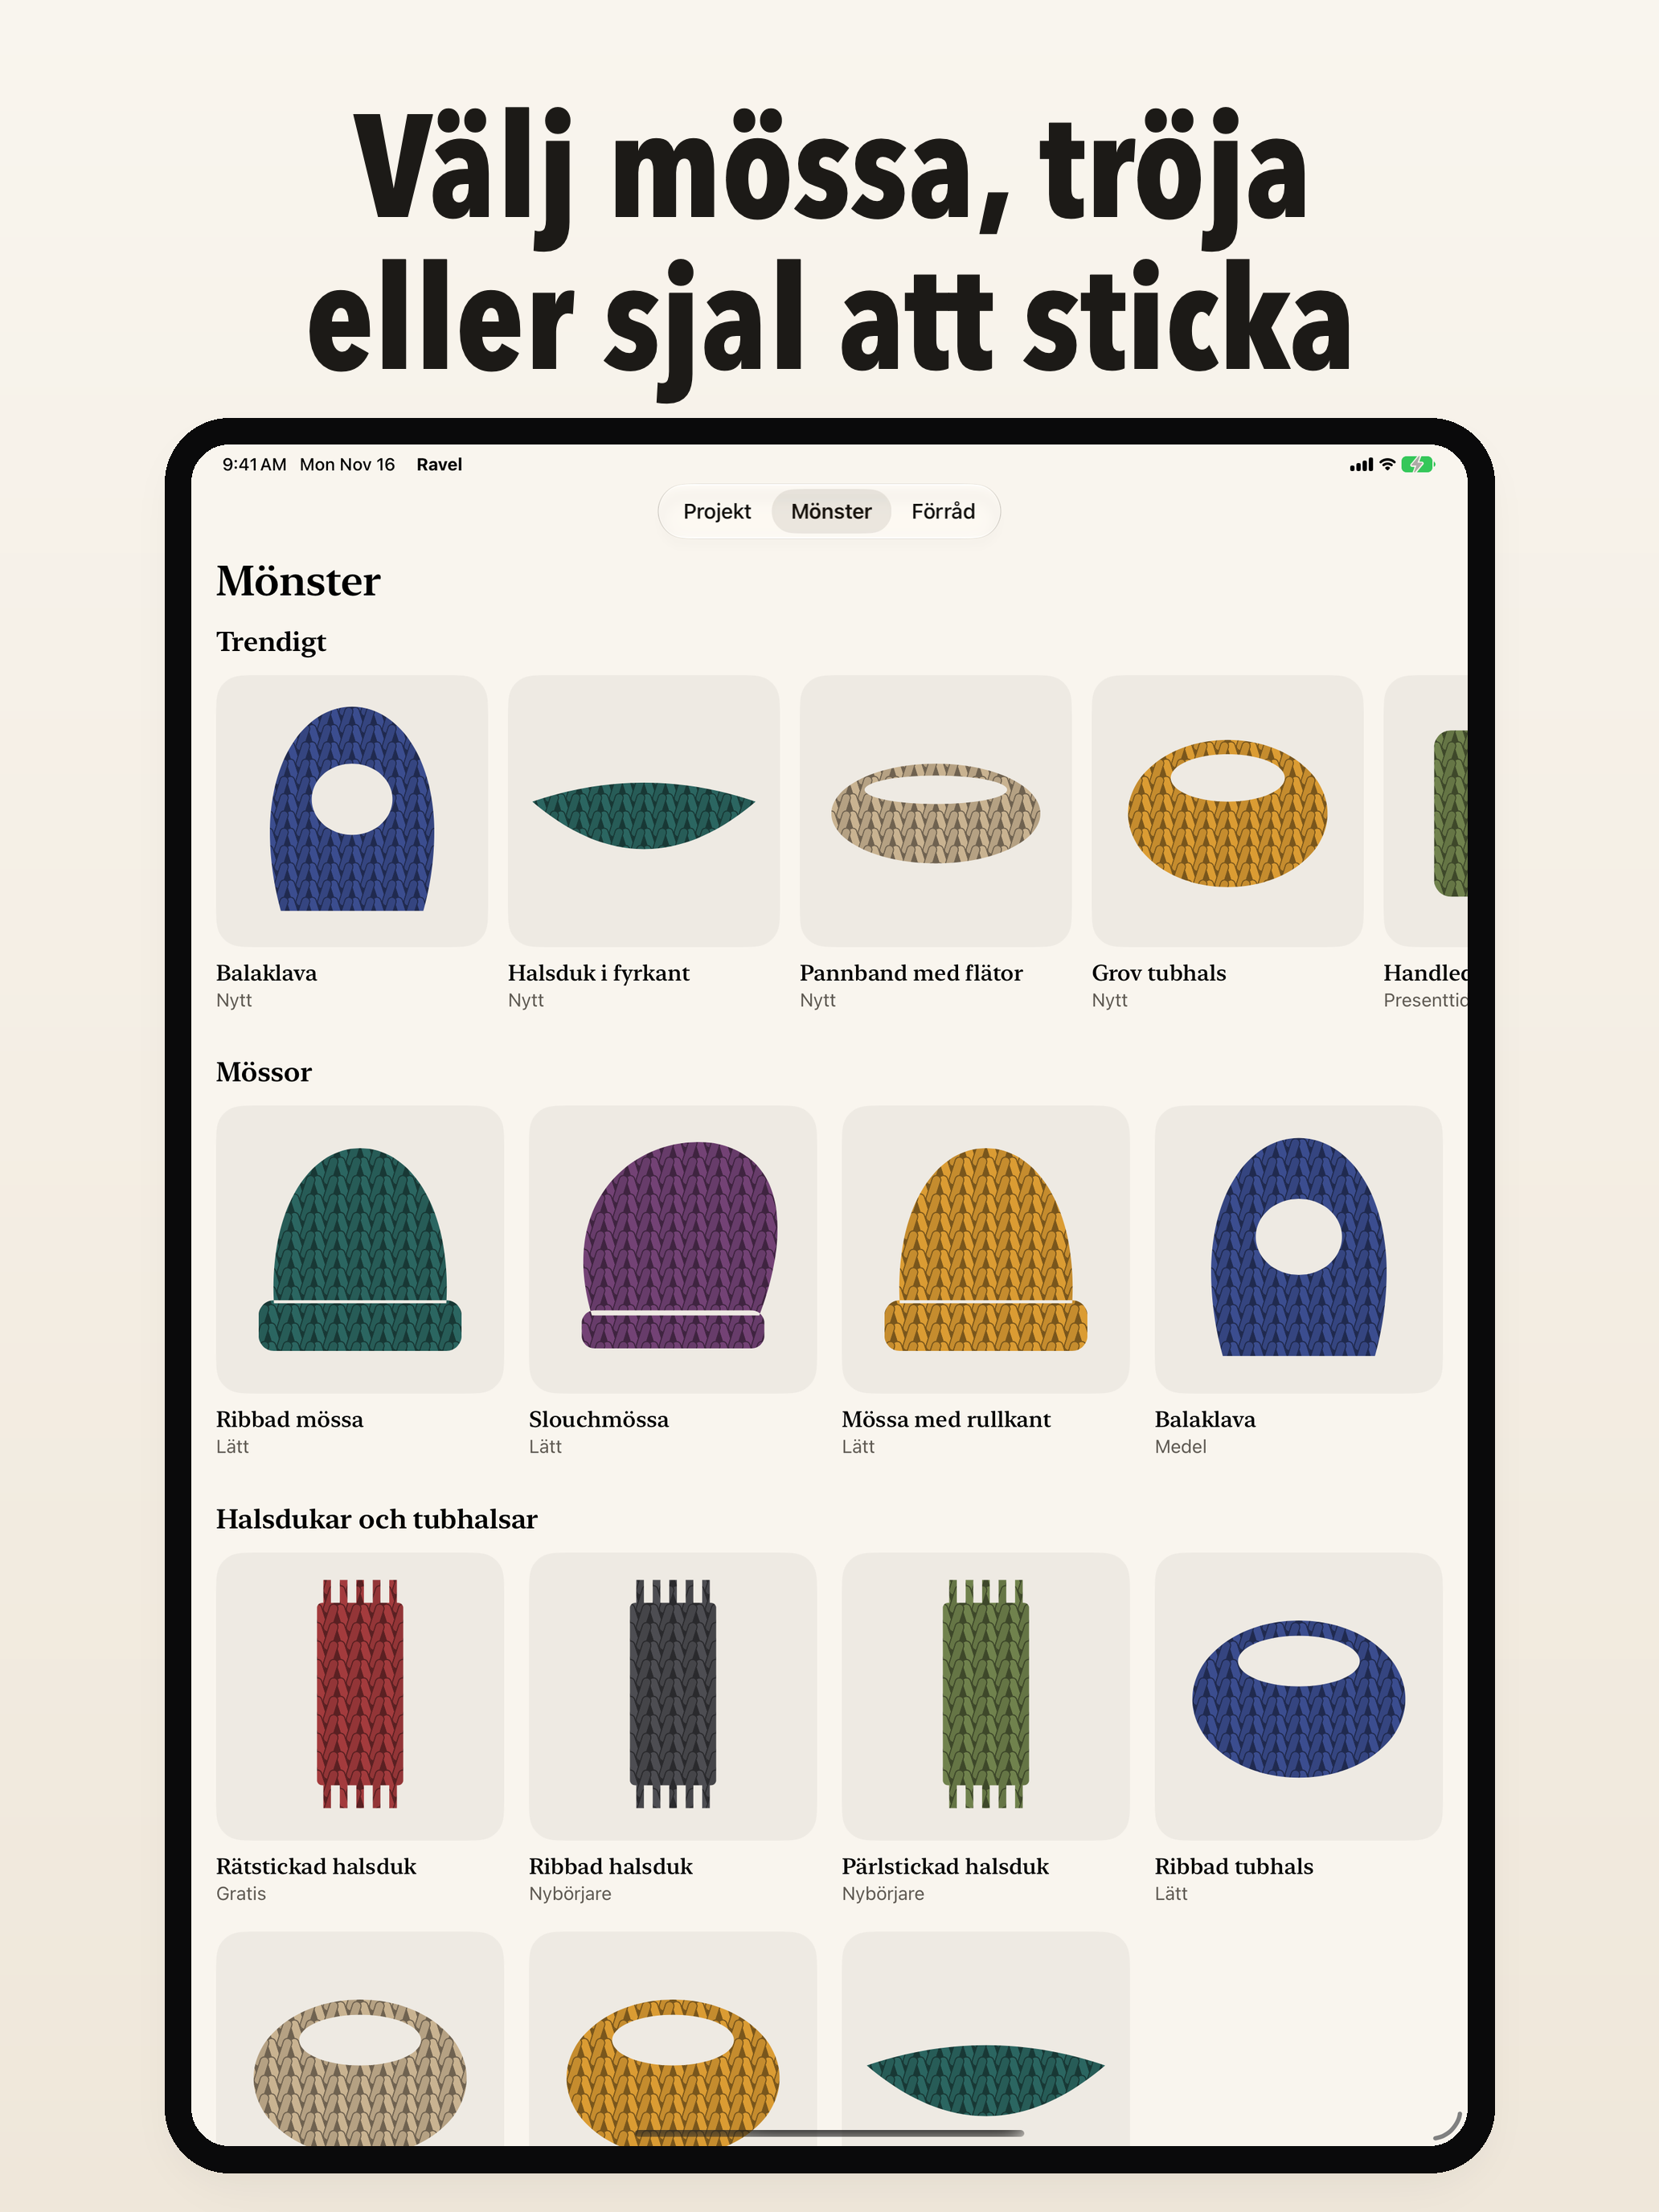 Välj mössa, tröja
eller sjal att sticka
9:41 AM Mon Nov 16 Ravel
Projekt Mönster Förråd
Mönster
Trendigt
Balaklava Halsduk i fyrkant Pannband med flätor Grov tubhals
Nytt Nytt Nytt Nytt
Mössor
Ribbad mössa Slouchmössa Mössa med rullkant Balaklava
Lätt Lätt Lätt Medel
Halsdukar och tubhalsar
Rätstickad halsduk Ribbad halsduk Pärlstickad halsduk Ribbad tubhals
Gratis Nybörjare Nybörjare Lätt